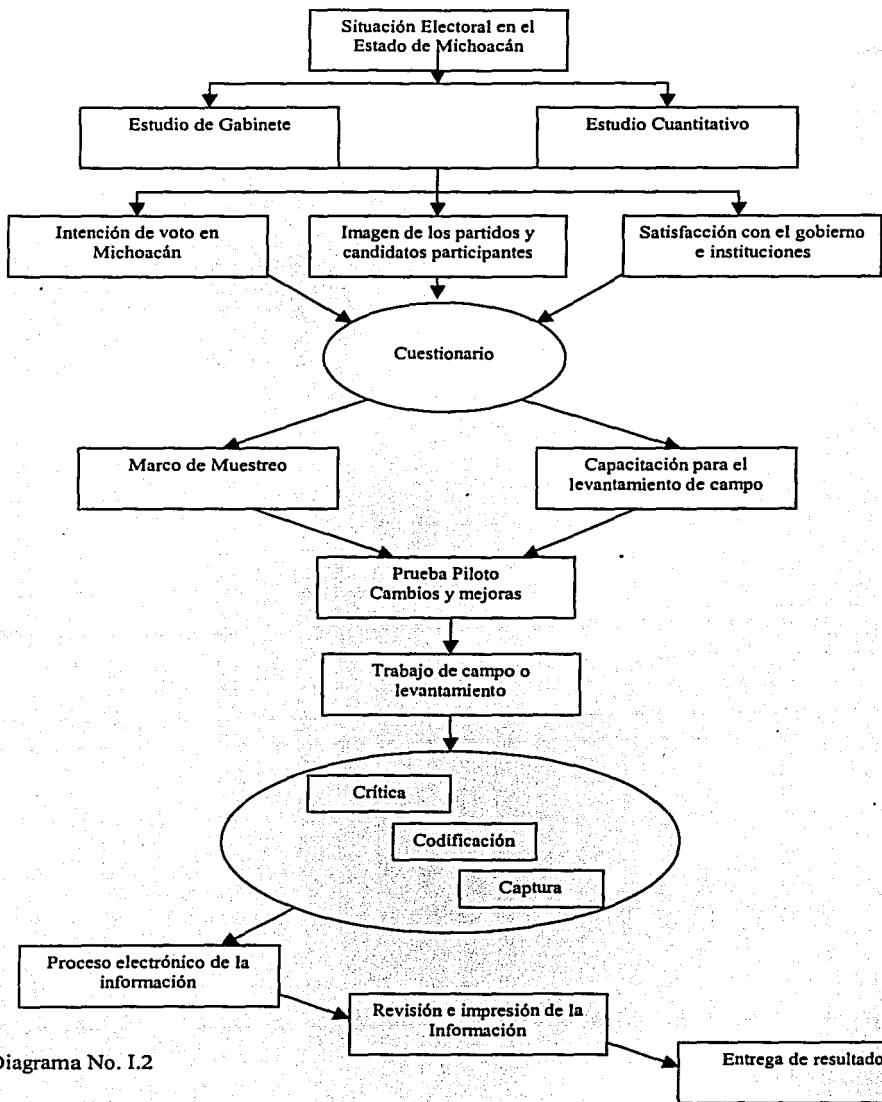 Situación Electoral en el
Estado de Michoacán
Estudio de Gabinete
Estudio Cuantitativo
Intención de voto en
Michoacán
Imagen de los partidos y
candidatos participantes
Satisfacción con el gobierno
e instituciones
Cuestionario
Marco de Muestreo
Capacitación para el
levantamiento de campo
Prueba Piloto
Cambios y mejoras
Trabajo de campo o
levantamiento
Crítica
Codificación
Captura
Proceso electrónico de la
información
Revisión e impresión de la
Información
Entrega de resultado
Diagrama No. I.2